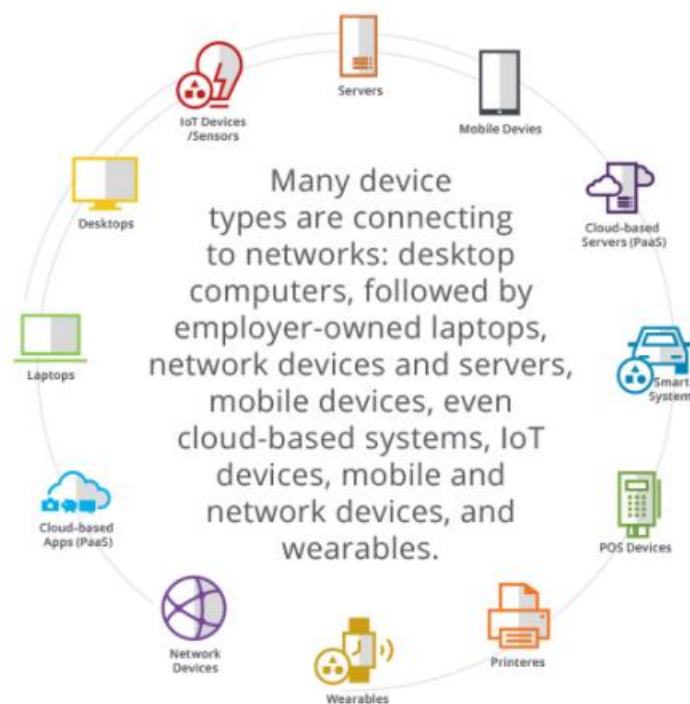 Servers
Mobile Devies
Cloud-based
Servers (PaaS)
Smart
System
POS Devices
Printeres
Wearables
Network
Devices
Cloud-based
Apps (PaaS)
Laptops
Desktops
IoT Devices
/Sensors
Many device
types are connecting
to networks: desktop
computers, followed by
employer-owned laptops,
network devices and servers,
mobile devices, even
cloud-based systems, IoT
devices, mobile and
network devices, and
wearables.